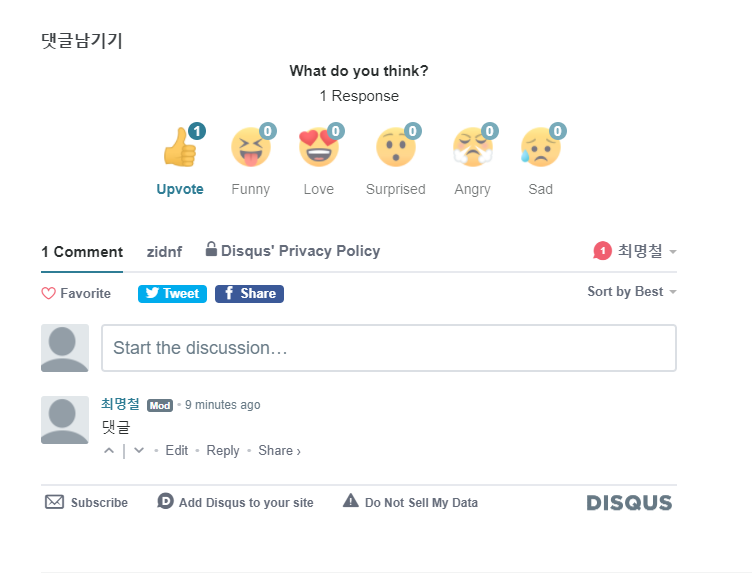 댓글남기기
What do you think?
1 Response
1 0 0 0 0 0
Upvote Funny Love Surprised Angry Sad
1 Comment zidnf Disqus' Privacy Policy 1 최명철
Favorite Tweet f Share Sort by Best
Start the discussion…
최명철 Mod • 9 minutes ago
댓글
• Edit • Reply • Share ›
Subscribe D Add Disqus to your site Do Not Sell My Data DISQUS